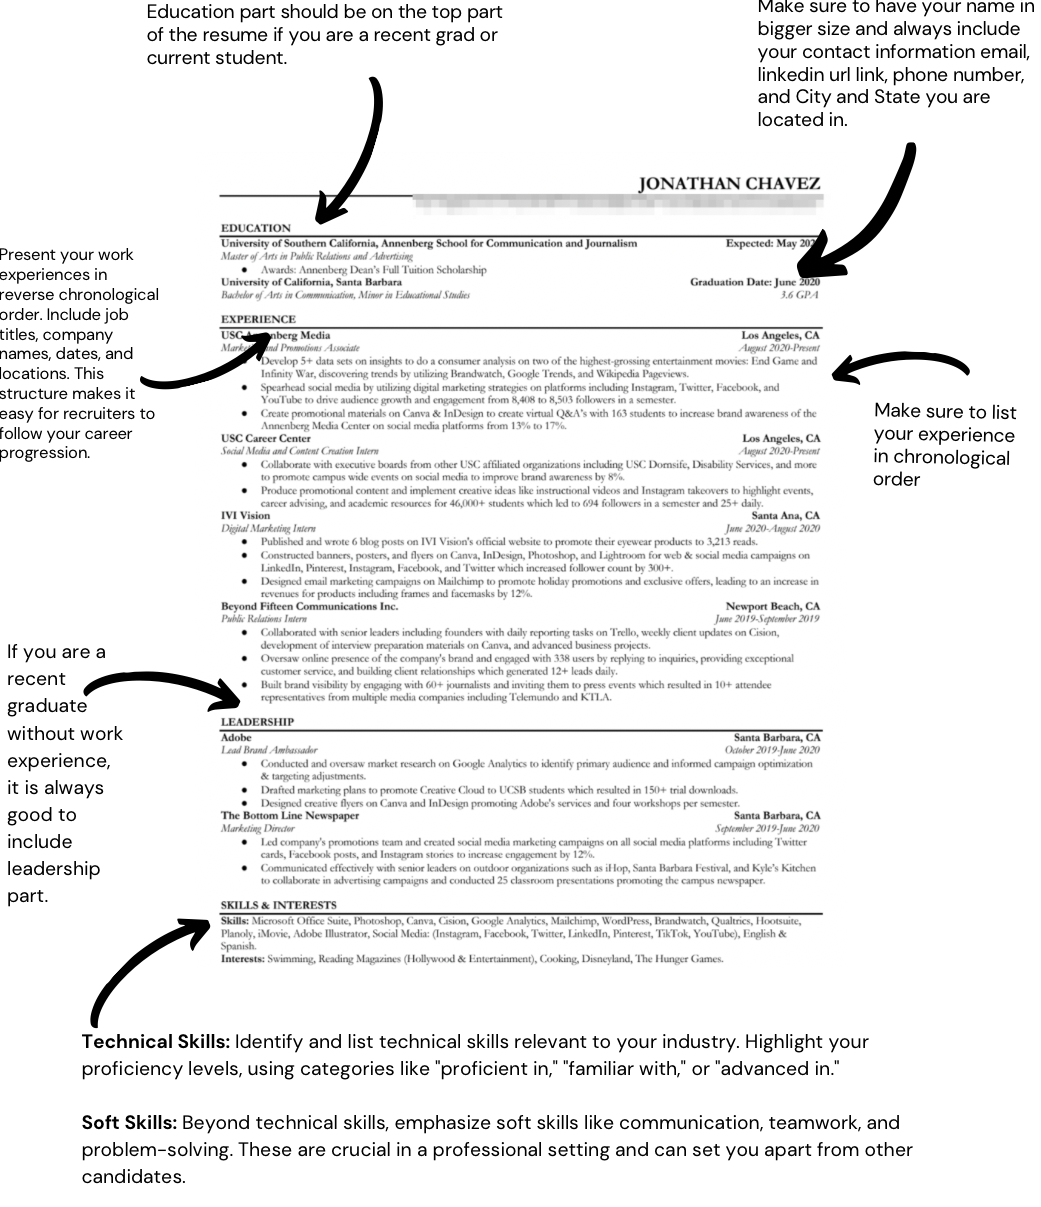 Education part should be on the top part
of the resume if you are a recent grad or
current student.
Make sure to have your name in
bigger size and always include
your contact information email,
linkedin url link, phone number,
and City and State you are
located in.
JONATHAN CHAVEZ
EDUCATION
University of Southern California, Annenberg School for Communication and Journalism Expected: May
Master of Arts in Public Relations and Advertising
● Awards: Annenberg Dean's Full Tuition Scholarship
University of California, Santa Barbara Graduation Date: June 2020
Bachelor of Arts in Communication, Minor in Educational Studies 3.6 GPA
Present your work
experiences in
reverse chronological
order. Include job
titles, company
names, dates, and
locations. This
structure makes it
easy for recruiters to
follow your career
progression.
EXPERIENCE
USC Annenberg Media Los Angeles, CA
Marketing and Promotions Associate August 2020-Present
● Develop 5+ data sets on insights to do a consumer analysis on two of the highest-grossing entertainment movies: End Game and
Infinity War, discovering trends by utilizing Brandwatch, Google Trends, and Wikipedia Pageviews.
● Spearhead social media by utilizing digital marketing strategies on platforms including Instagram, Twitter, Facebook, and
YouTube to drive audience growth and engagement from 8,408 to 8,503 followers in a semester.
● Create promotional materials on Canva & InDesign to create virtual Q&A's with 163 students to increase brand awareness of the
Annenberg Media Center on social media platforms from 13% to 17%.
USC Career Center Los Angeles, CA
Social Media and Content Creation Intern August 2020-Present
● Collaborate with executive boards from other USC affiliated organizations including USC Dornsife, Disability Services, and more
to promote campus wide events on social media to improve brand awareness by 8%.
● Produce promotional content and implement creative ideas like instructional videos and Instagram takeovers to highlight events,
career advising, and academic resources for 46,000+ students which led to 694 followers in a semester and 25+ daily.
IVI Vision Santa Ana, CA
Digital Marketing Intern June 2020-August 2020
● Published and wrote 6 blog posts on IVI Vision's official website to promote their eyewear products to 3,213 reads.
● Constructed banners, posters, and flyers on Canva, InDesign, Photoshop, and Lightroom for web & social media campaigns on
LinkedIn, Pinterest, Instagram, Facebook, and Twitter which increased follower count by 300+.
● Designed email marketing campaigns on Mailchimp to promote holiday promotions and exclusive offers, leading to an increase in
revenues for products including frames and facemasks by 12%.
Beyond Fifteen Communications Inc. Newport Beach, CA
Public Relations Intern June 2019-September 2019
● Collaborated with senior leaders including founders with daily reporting tasks on Trello, weekly client updates on Cision,
development of interview preparation materials on Canva, and advanced business projects.
● Oversaw online presence of the company's brand and engaged with 338 users by replying to inquiries, providing exceptional
customer service, and building client relationships which generated 12+ leads daily.
● Built brand visibility by engaging with 60+ journalists and inviting them to press events which resulted in 10+ attendee
representatives from multiple media companies including Telemundo and KTLA.
Make sure to list
your experience
in chronological
order
If you are a
recent
graduate
without work
experience,
it is always
good to
include
leadership
part.
LEADERSHIP
Adobe Santa Barbara, CA
Lead Brand Ambassador October 2019-June 2020
● Conducted and oversaw market research on Google Analytics to identify primary audience and informed campaign optimization
& targeting adjustments.
● Drafted marketing plans to promote Creative Cloud to UCSB students which resulted in 150+ trial downloads.
● Designed creative flyers on Canva and InDesign promoting Adobe's services and four workshops per semester.
The Bottom Line Newspaper Santa Barbara, CA
Marketing Director September 2019-June 2020
● Led company's promotions team and created social media marketing campaigns on all social media platforms including Twitter
cards, Facebook posts, and Instagram stories to increase engagement by 12%.
● Communicated effectively with senior leaders on outdoor organizations such as iHop, Santa Barbara Festival, and Kyle's Kitchen
to collaborate in advertising campaigns and conducted 25 classroom presentations promoting the campus newspaper.
SKILLS & INTERESTS
Skills: Microsoft Office Suite, Photoshop, Canva, Cision, Google Analytics, Mailchimp, WordPress, Brandwatch, Qualtrics, Hootsuite,
Planoly, iMovie, Adobe Illustrator, Social Media: (Instagram, Facebook, Twitter, LinkedIn, Pinterest, TikTok, YouTube), English &
Spanish.
Interests: Swimming, Reading Magazines (Hollywood & Entertainment), Cooking, Disneyland, The Hunger Games.
Technical Skills: Identify and list technical skills relevant to your industry. Highlight your
proficiency levels, using categories like "proficient in," "familiar with," or "advanced in."
Soft Skills: Beyond technical skills, emphasize soft skills like communication, teamwork, and
problem-solving. These are crucial in a professional setting and can set you apart from other
candidates.